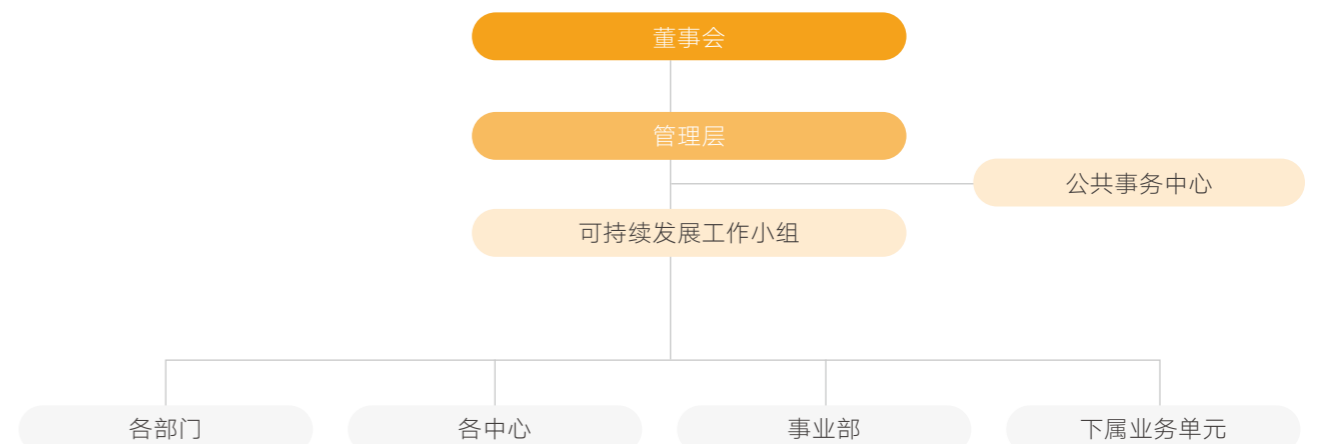 董事会
管理层
公共事务中心
可持续发展工作小组
各部门
各中心
事业部
下属业务单元